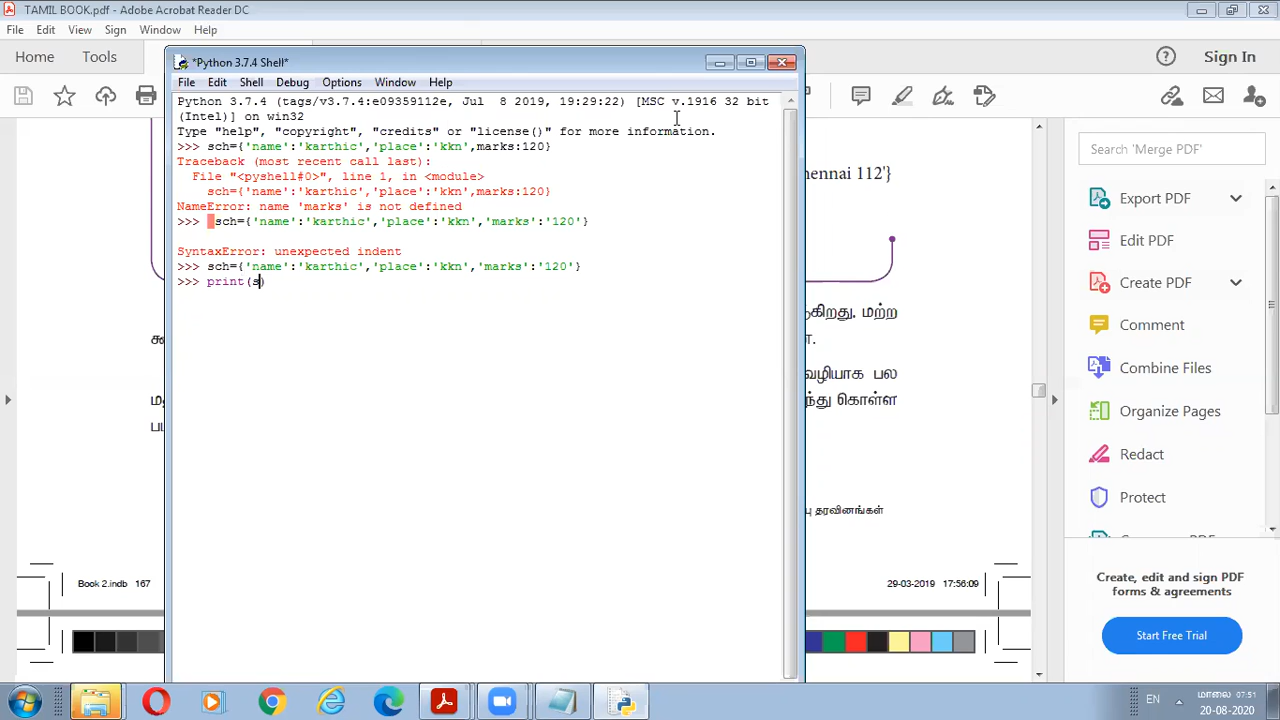 TAMIL BOOK.pdf - Adobe Acrobat Reader DC
File Edit View Sign Window Help
Home Tools
Sign In
*Python 3.7.4 Shell*
File Edit Shell Debug Options Window Help
Python 3.7.4 (tags/v3.7.4:e09359112e, Jul  8 2019, 19:29:22) [MSC v.1916 32 bit
(Intel)] on win32
Type "help", "copyright", "credits" or "license()" for more information.
>>> sch={'name':'karthic','place':'kkn',marks:120}
Traceback (most recent call last):
  File "<pyshell#0>", line 1, in <module>
    sch={'name':'karthic','place':'kkn',marks:120}
NameError: name 'marks' is not defined
>>>  sch={'name':'karthic','place':'kkn','marks':'120'}
SyntaxError: unexpected indent
>>> sch={'name':'karthic','place':'kkn','marks':'120'}
>>> print(s)
hennai 112'}
கிறது, மற்ற
வழியாக பல
ந்து கொள்ள
பு தரவினங்கள்
Book 2.indb 167
29-03-2019 17:56:09
Search 'Merge PDF'
Export PDF
Edit PDF
Create PDF
Comment
Combine Files
Organize Pages
Redact
Protect
Create, edit and sign PDF
forms & agreements
Start Free Trial
EN
மாலை 07:51
20-08-2020